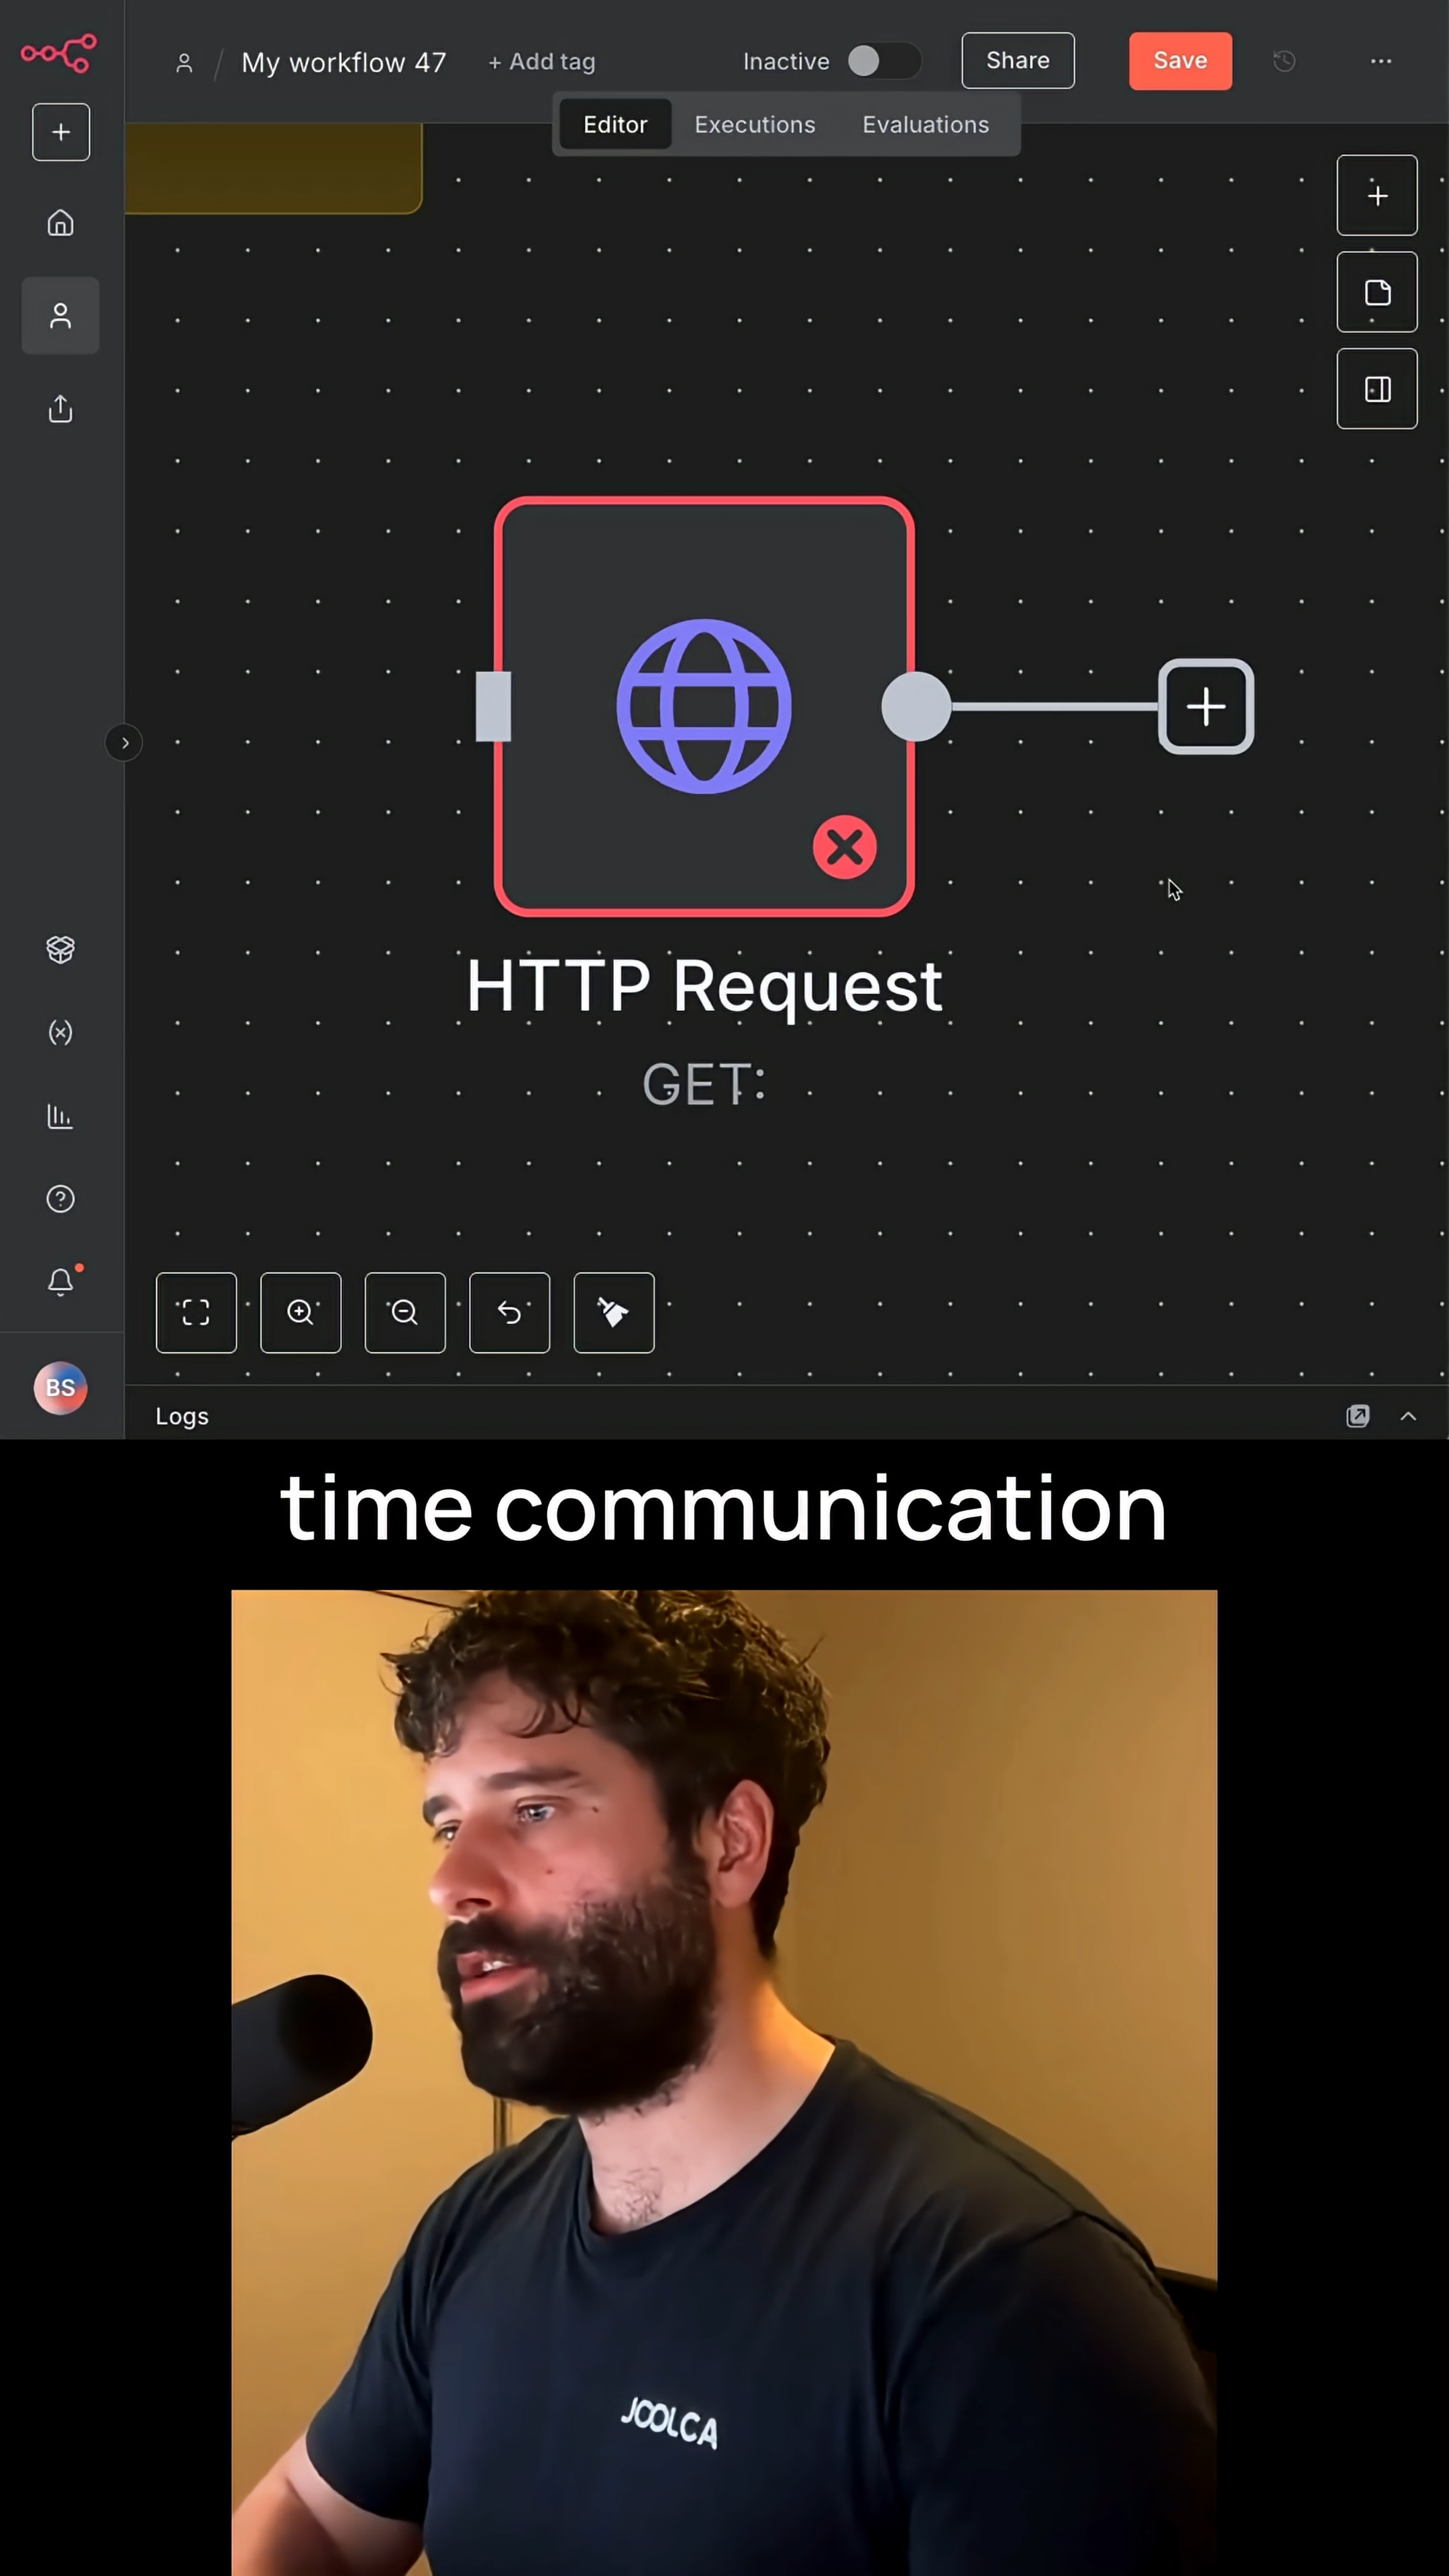 My workflow 47
+ Add tag
Inactive
Share
Save
Editor
Executions
Evaluations
HTTP Request
GET:
BS
Logs
time communication
JOOLCA